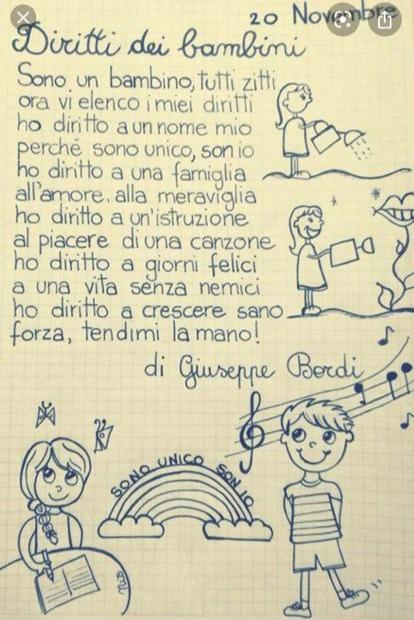 20 Novembre
Diritti dei bambini
Sono un bambino, tutti zitti
ora vi elenco i miei diritti
ho diritto a un nome mio
perché sono unico, son io
ho diritto a una famiglia
all'amore, alla meraviglia
ho diritto a un'istruzione
al piacere di una canzone
ho diritto a giorni felici
a una vita senza nemici
ho diritto a crescere sano
forza, tendimi la mano!
di Giuseppe Bordi
SONO UNICO SON IO